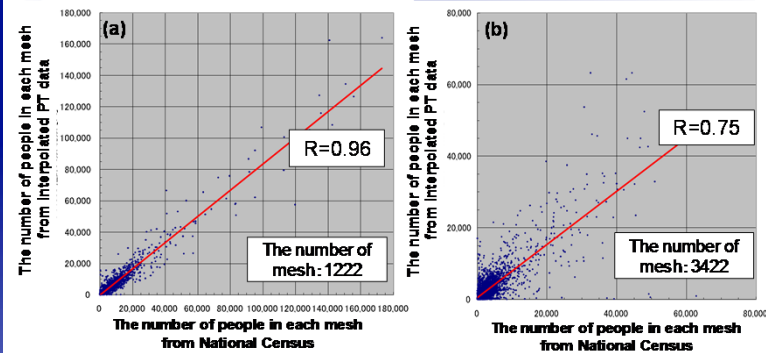 (a)
The number of people in each mesh
from Interpolated PT data
180,000
160,000
140,000
120,000
100,000
80,000
60,000
40,000
20,000
0
R=0.96
The number of
mesh: 1222
0 20,000 40,000 60,000 80,000 100,000 120,000 140,000 160,000 180,000
The number of people in each mesh
from National Census
(b)
The number of people in each mesh
from Interpolated PT data
80,000
60,000
40,000
20,000
0
R=0.75
The number of
mesh: 3422
0 20,000 40,000 60,000 80,000
The number of people in each mesh
from National Census